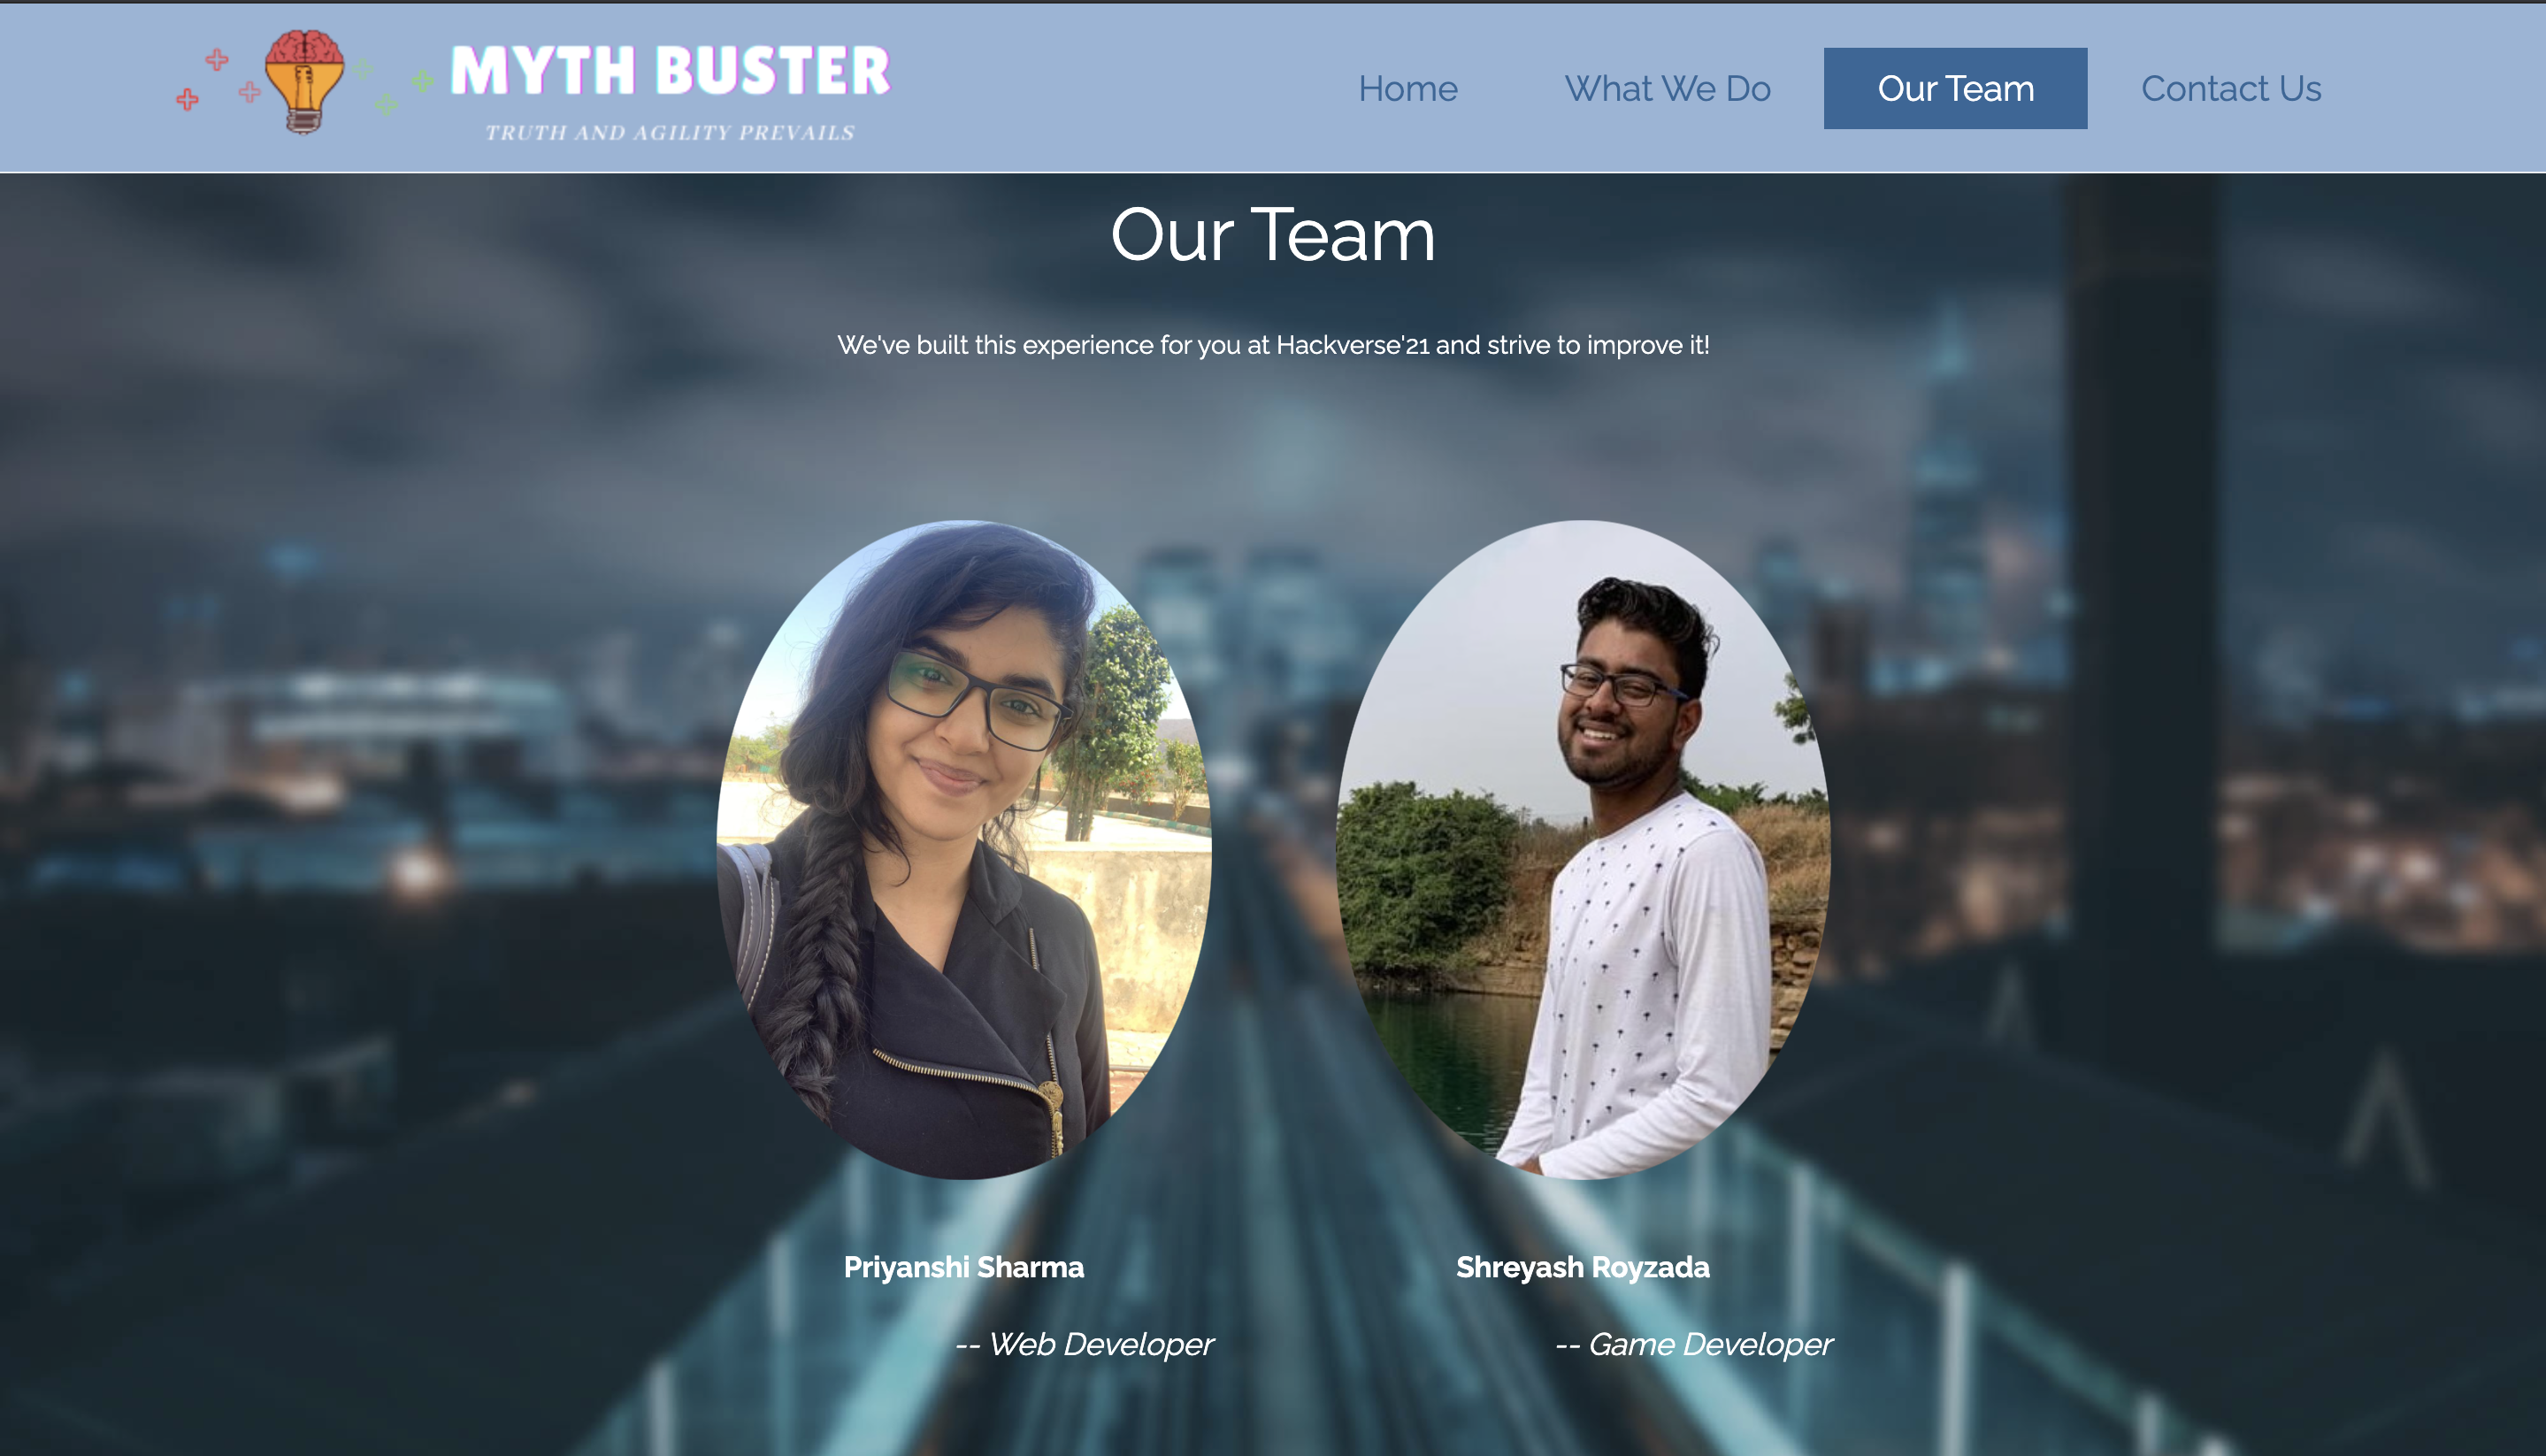 MYTH BUSTER
TRUTH AND AGILITY PREVAILS
Home What We Do Our Team Contact Us
Our Team
We've built this experience for you at Hackverse'21 and strive to improve it!
Priyanshi Sharma Shreyash Royzada
-- Web Developer -- Game Developer